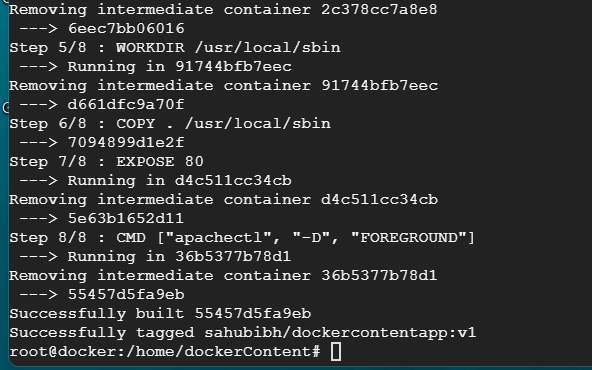 Removing intermediate container 2c378cc7a8e8
---> 6eec7bb06016
Step 5/8 : WORKDIR /usr/local/sbin
---> Running in 91744bfb7eec
Removing intermediate container 91744bfb7eec
---> d661dfc9a70f
Step 6/8 : COPY . /usr/local/sbin
---> 7094899d1e2f
Step 7/8 : EXPOSE 80
---> Running in d4c511cc34cb
Removing intermediate container d4c511cc34cb
---> 5e63b1652d11
Step 8/8 : CMD ["apachectl", "-D", "FOREGROUND"]
---> Running in 36b5377b78d1
Removing intermediate container 36b5377b78d1
---> 55457d5fa9eb
Successfully built 55457d5fa9eb
Successfully tagged sahubibh/dockercontentapp:v1
root@docker:/home/dockerContent#